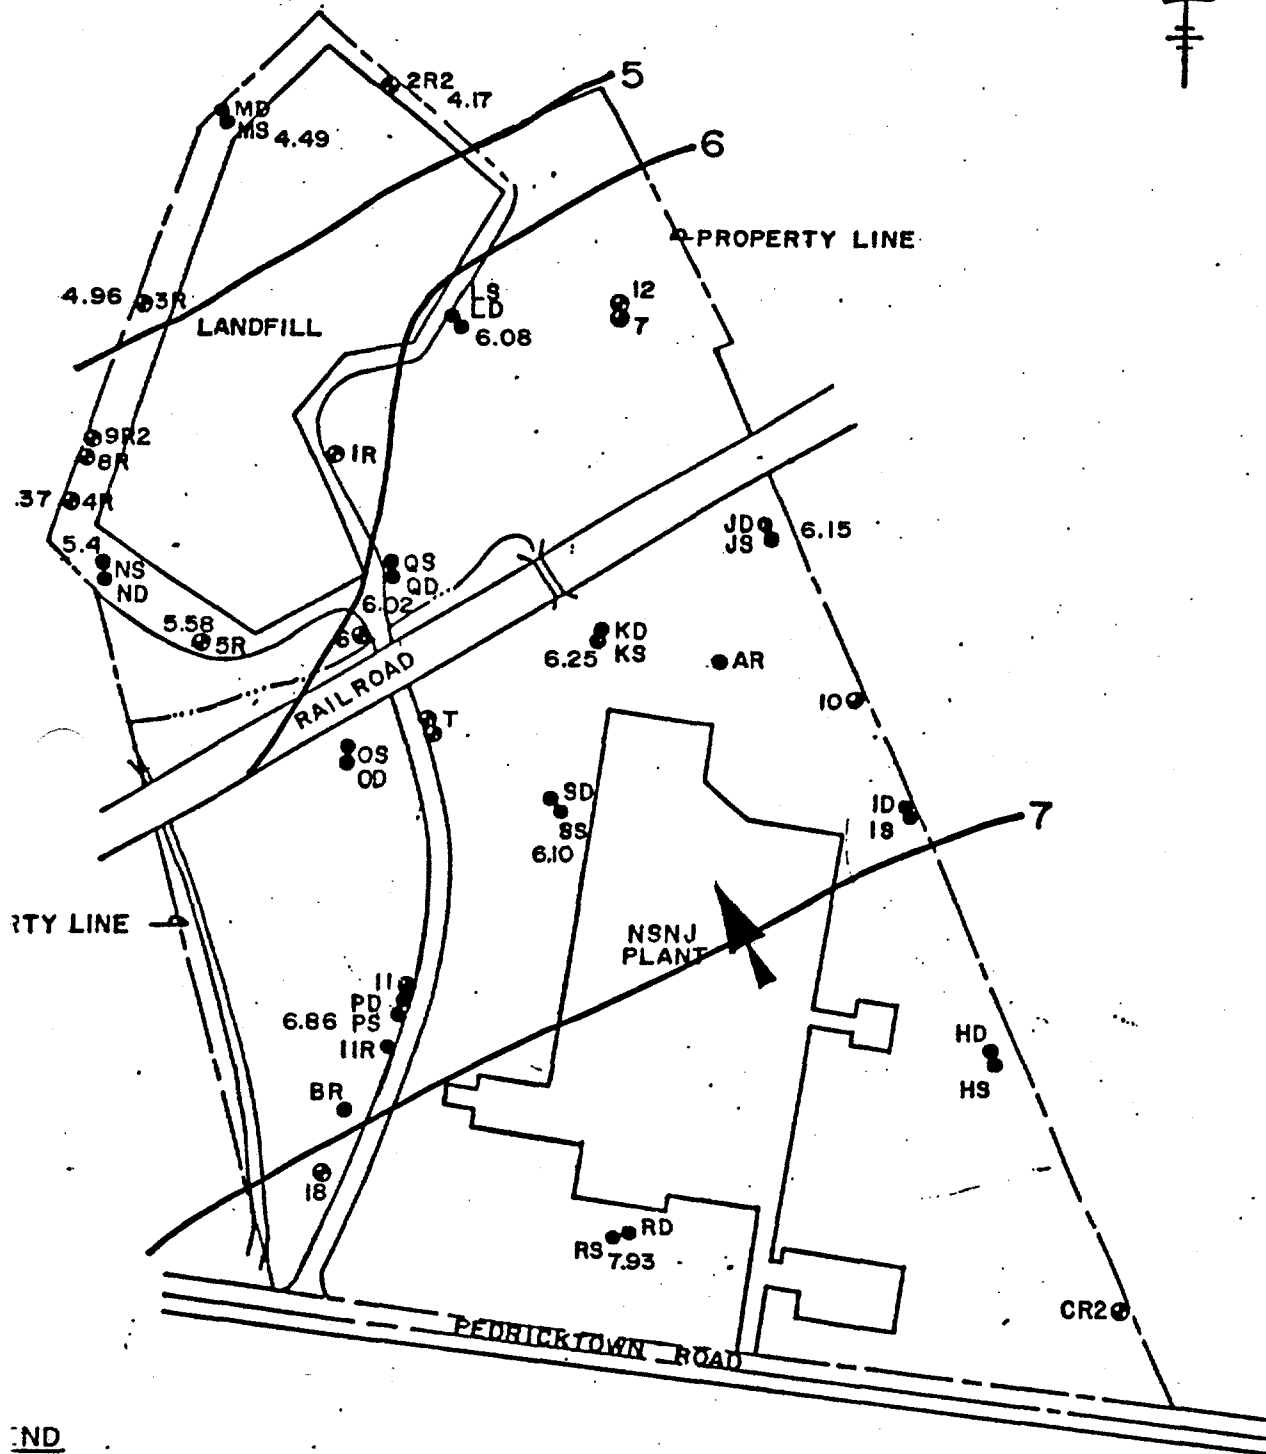 5
2R2
4.17
MD
MS 4.49
6
PROPERTY LINE
LS
LD
6.08
12
7
4.96
3R
LANDFILL
9R2
8R
1R
.37 4R
5.4
NS
ND
QS
QD
6.02
JD
JS
6.15
5.58
5R
6
KD
KS
6.25
AR
RAILROAD
10
T
OS
OD
SD
SS
6.10
ID
IS
7
RTY LINE
NSNJ
PLANT
11
PD
6.86 PS
11R
HD
HS
BR
18
RD
RS 7.93
CR2
PEDRICKTOWN ROAD
END